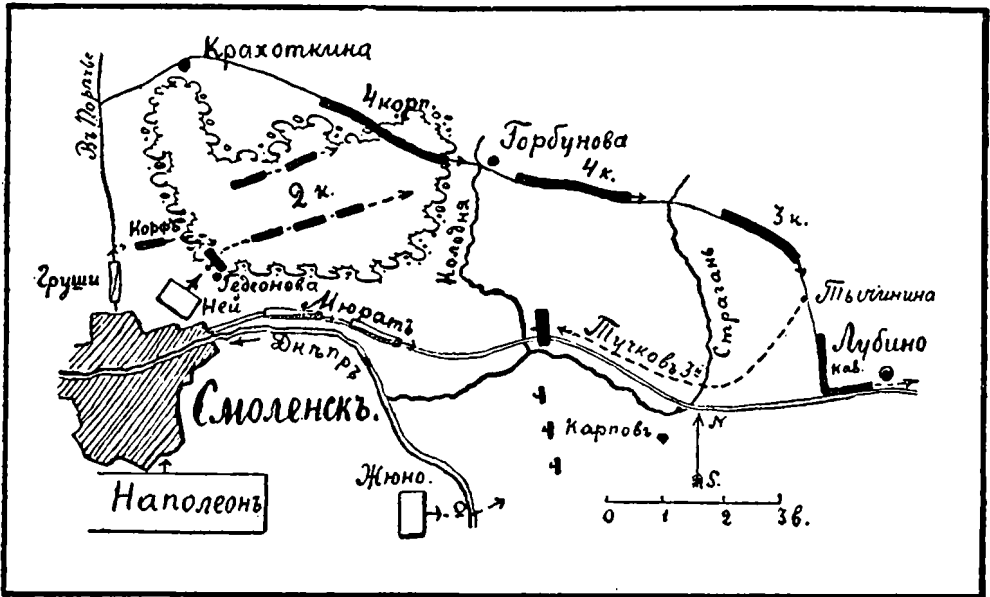 Крахоткина
Въ Порѣчье
4 корп.
Горбунова
4 к.
2 к.
3 к.
Корфъ
Колодня
Груши
Гедеонова
Ней
Мюратъ
Страгань
Тычинина
Днѣпръ
Тучковъ 3й
Лубино
кав.
Смоленскъ.
Карповъ
N
S.
Жюно.
Наполеонъ
0 1 2 3 в.